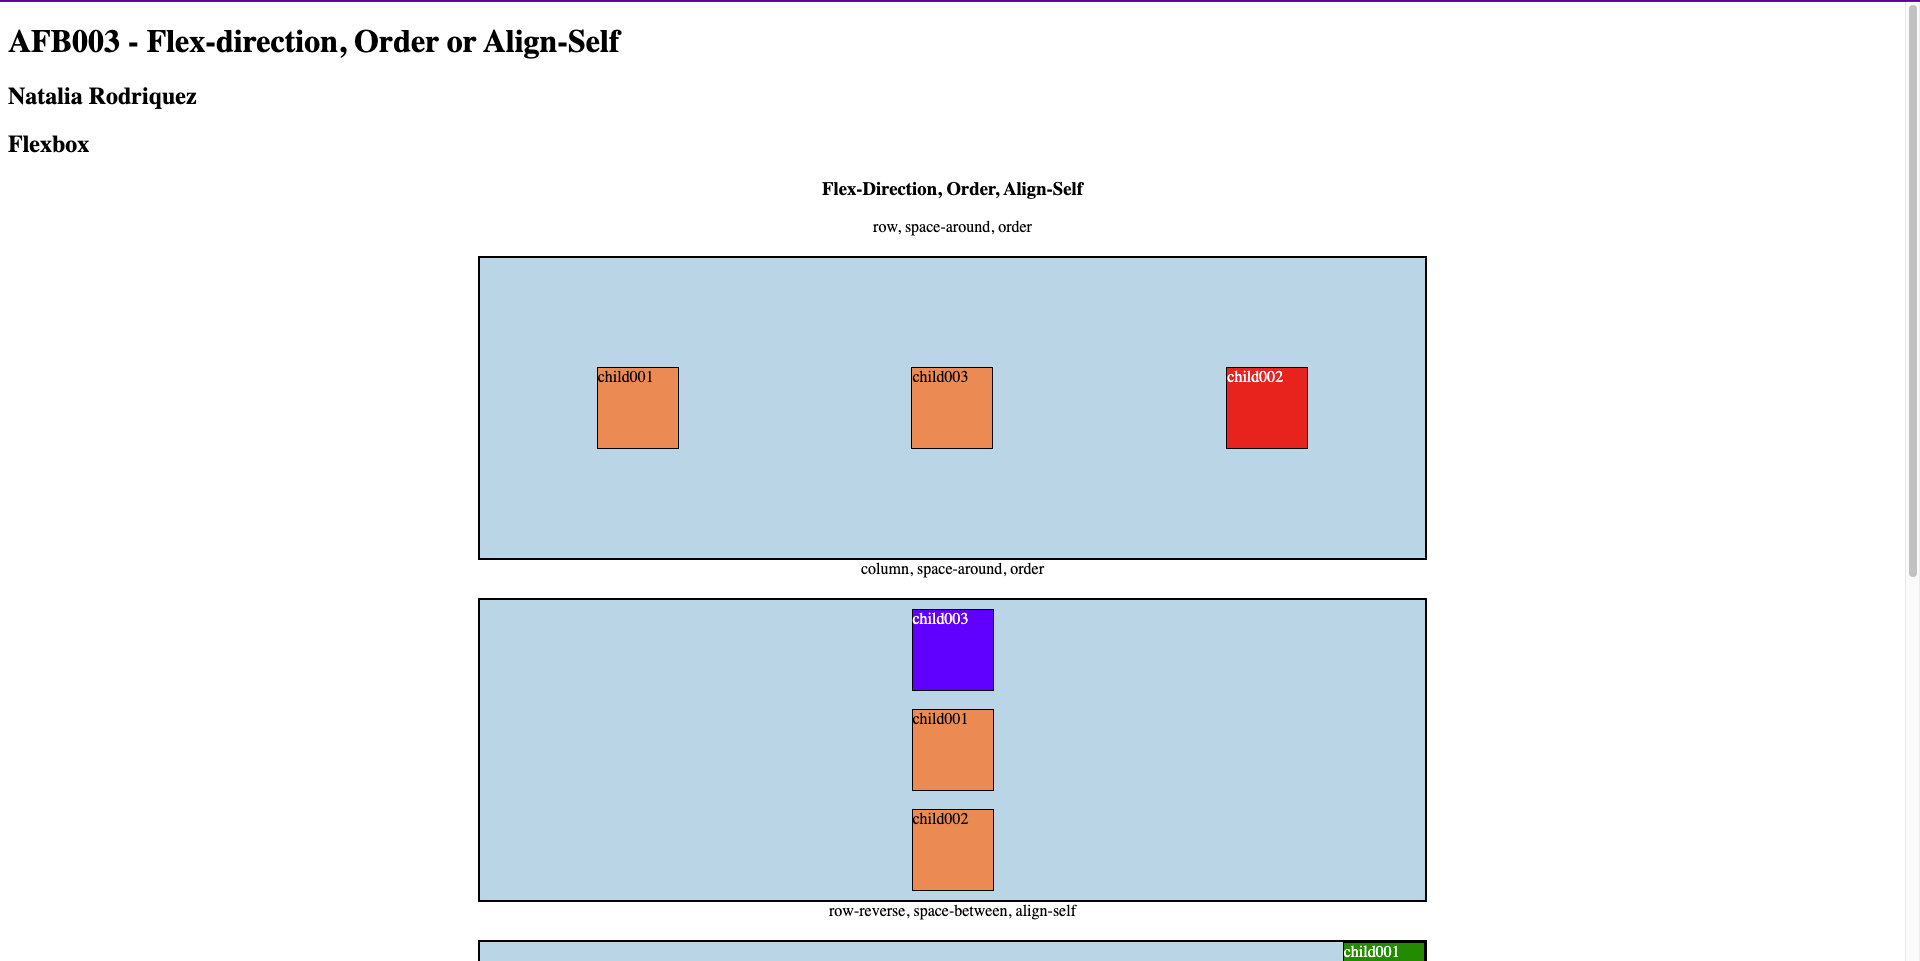 AFB003 - Flex-direction, Order or Align-Self
Natalia Rodriquez
Flexbox
Flex-Direction, Order, Align-Self
row, space-around, order
child001 child003 child002
column, space-around, order
child003
child001
child002
row-reverse, space-between, align-self
child001